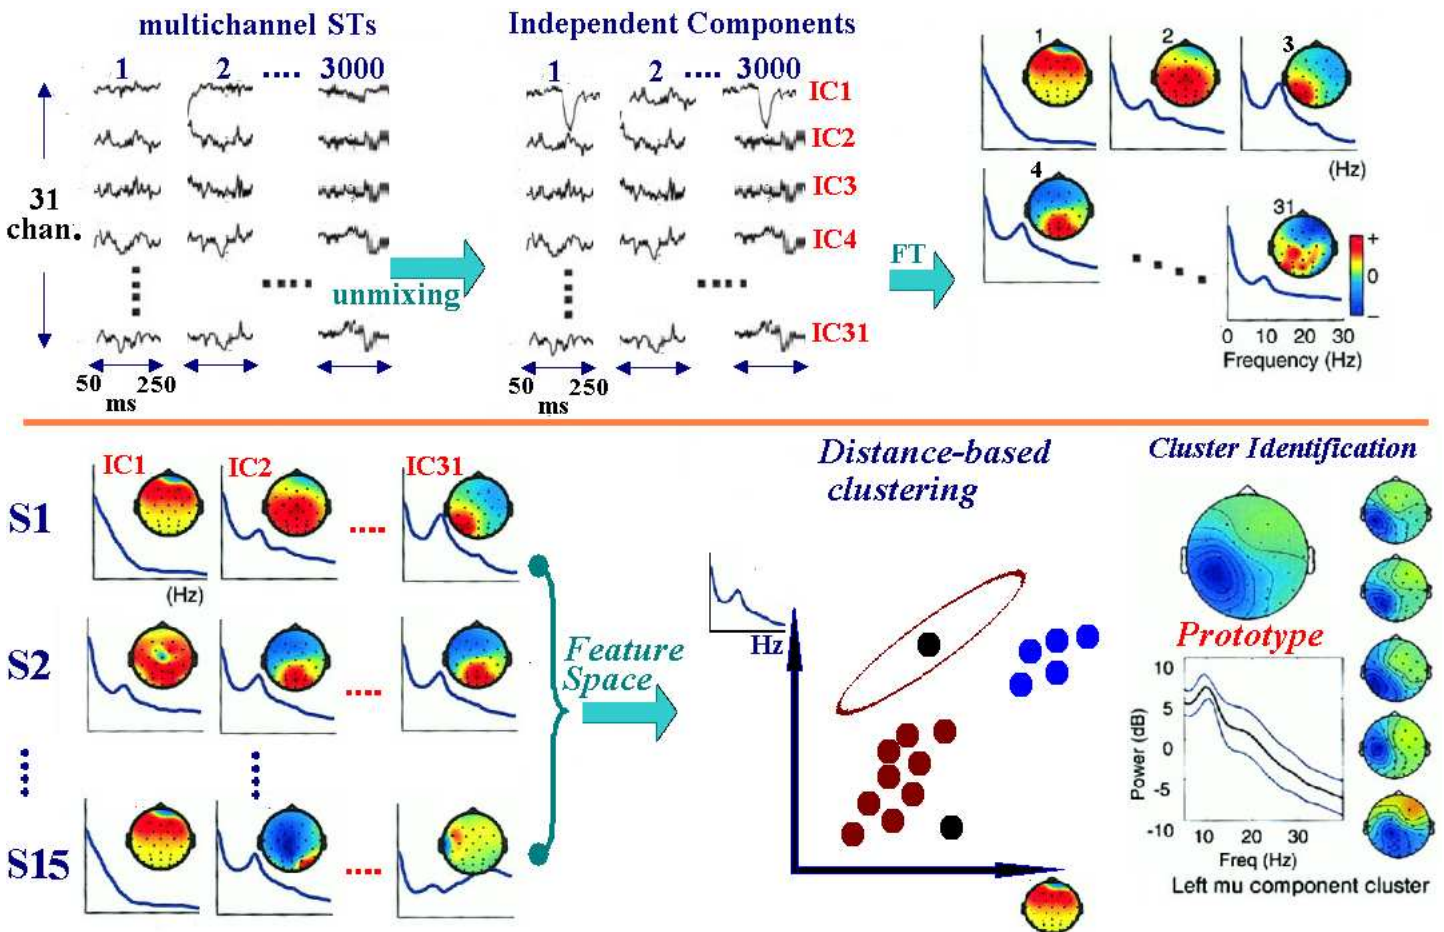 multichannel STs
1 2 .... 3000
31
chan.
50 250
ms
unmixing
Independent Components
1 2 .... 3000
IC1
IC2
IC3
IC4
IC31
50 250
ms
FT
1
2
3
(Hz)
4
31
+
0
−
0 10 20 30
Frequency (Hz)
IC1 IC2 IC31
S1
....
(Hz)
S2
....
S15
....
Feature
Space
Distance-based
clustering
Hz
Cluster Identification
Prototype
10
5
0
-5
-10
Power (dB)
10 20 30
Freq (Hz)
Left mu component cluster